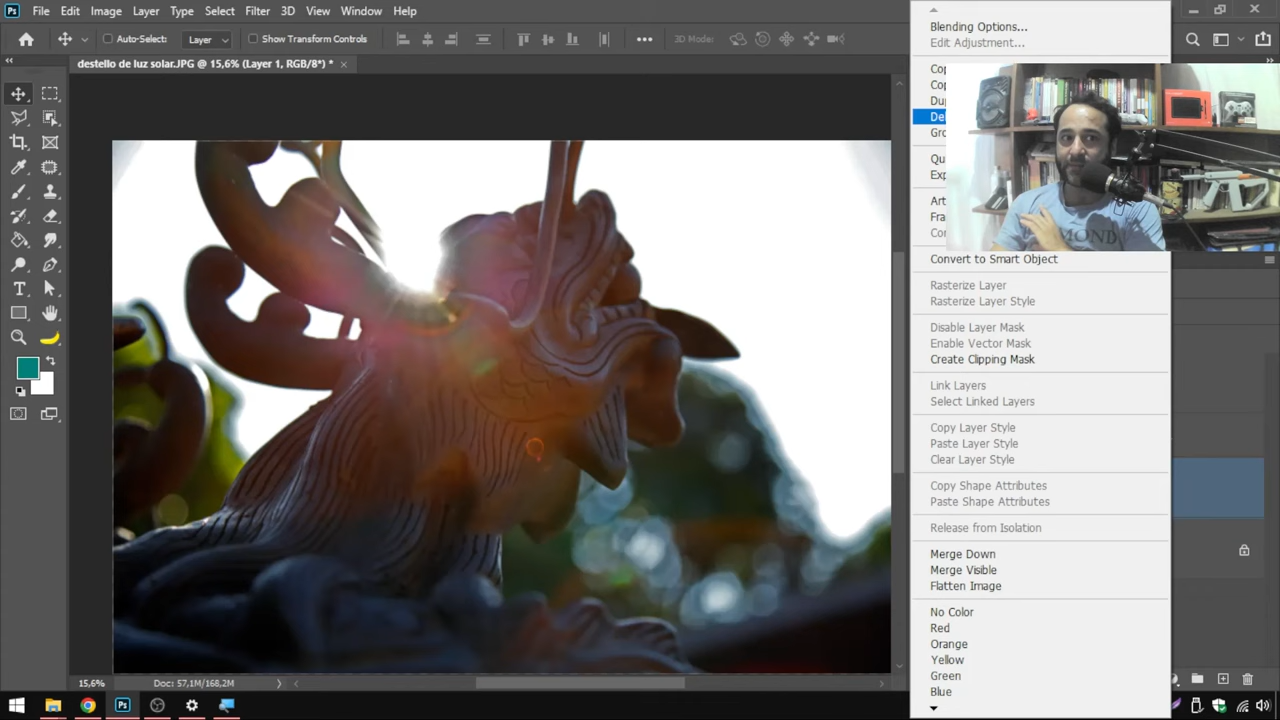 Ps File Edit Image Layer Type Select Filter 3D View Window Help
Auto-Select: Layer Show Transform Controls ••• 3D Mode:
destello de luz solar.JPG @ 15,6% (Layer 1, RGB/8*) * ×
Blending Options...
Edit Adjustment...
Convert to Smart Object
Rasterize Layer
Rasterize Layer Style
Disable Layer Mask
Enable Vector Mask
Create Clipping Mask
Link Layers
Select Linked Layers
Copy Layer Style
Paste Layer Style
Clear Layer Style
Copy Shape Attributes
Paste Shape Attributes
Release from Isolation
Merge Down
Merge Visible
Flatten Image
No Color
Red
Orange
Yellow
Green
Blue
15,6% Doc: 57,1M/168,2M
Ps